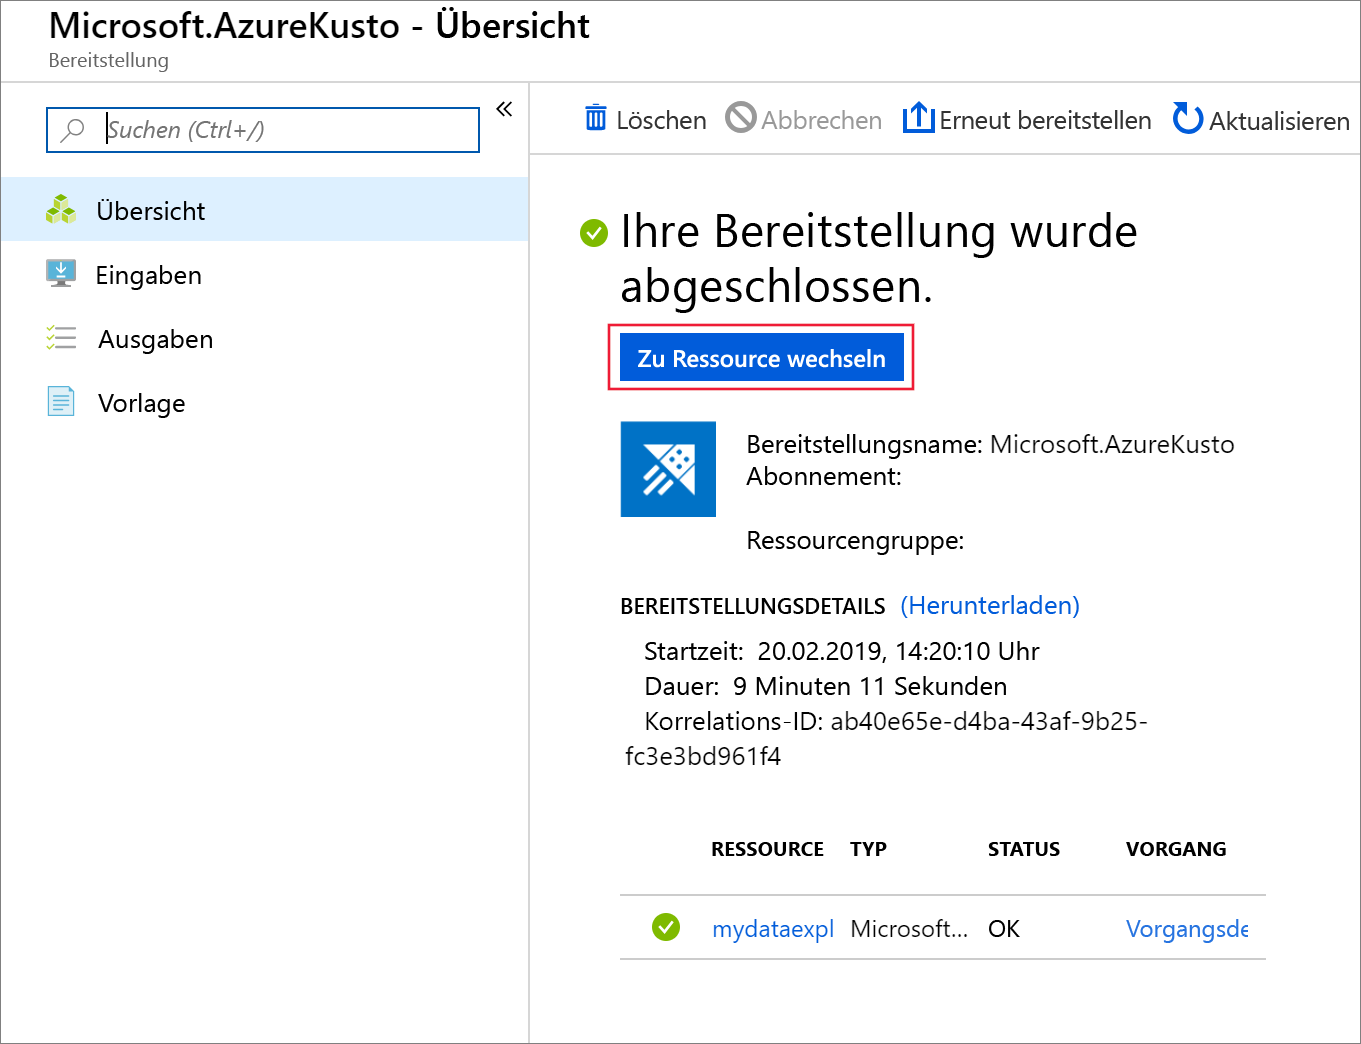 Microsoft.AzureKusto - Übersicht
Bereitstellung
Suchen (Ctrl+/)
«
Übersicht
Eingaben
Ausgaben
Vorlage
Löschen Abbrechen Erneut bereitstellen Aktualisieren
Ihre Bereitstellung wurde
abgeschlossen.
Zu Ressource wechseln
Bereitstellungsname: Microsoft.AzureKusto
Abonnement:
Ressourcengruppe:
BEREITSTELLUNGSDETAILS (Herunterladen)
Startzeit: 20.02.2019, 14:20:10 Uhr
Dauer: 9 Minuten 11 Sekunden
Korrelations-ID: ab40e65e-d4ba-43af-9b25-
fc3e3bd961f4
RESSOURCE TYP STATUS VORGANG
mydataexpl Microsoft... OK Vorgangsde